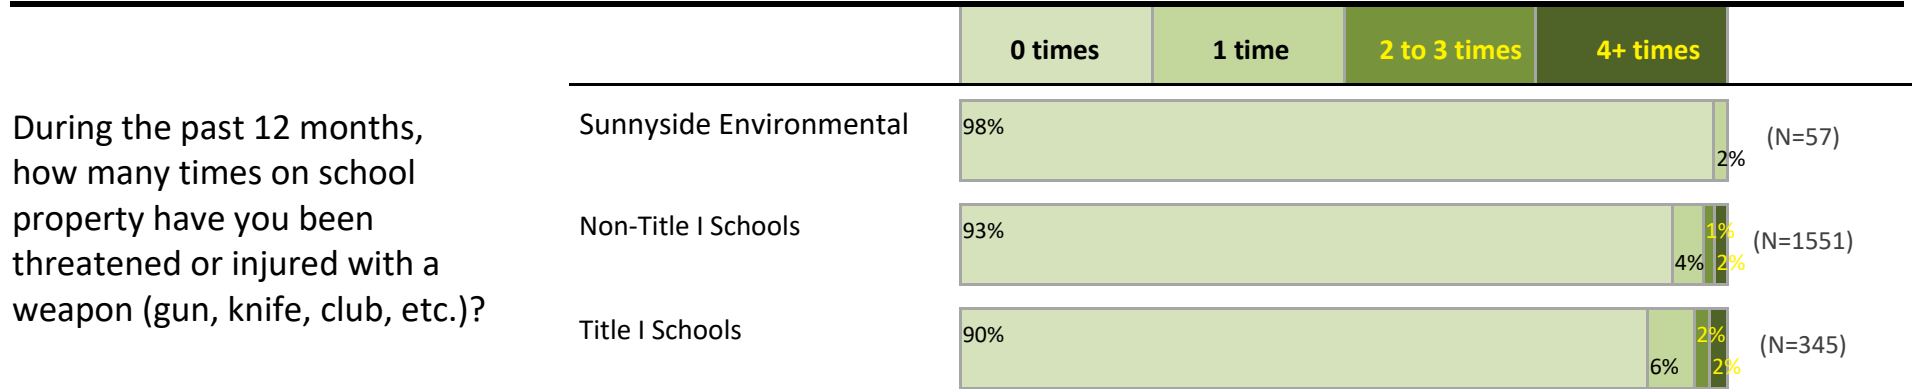 0 times 1 time 2 to 3 times 4+ times
During the past 12 months,
how many times on school
property have you been
threatened or injured with a
weapon (gun, knife, club, etc.)?
Sunnyside Environmental 98% 2% (N=57)
Non-Title I Schools 93% 4% 1% 2% (N=1551)
Title I Schools 90% 6% 2% 2% (N=345)